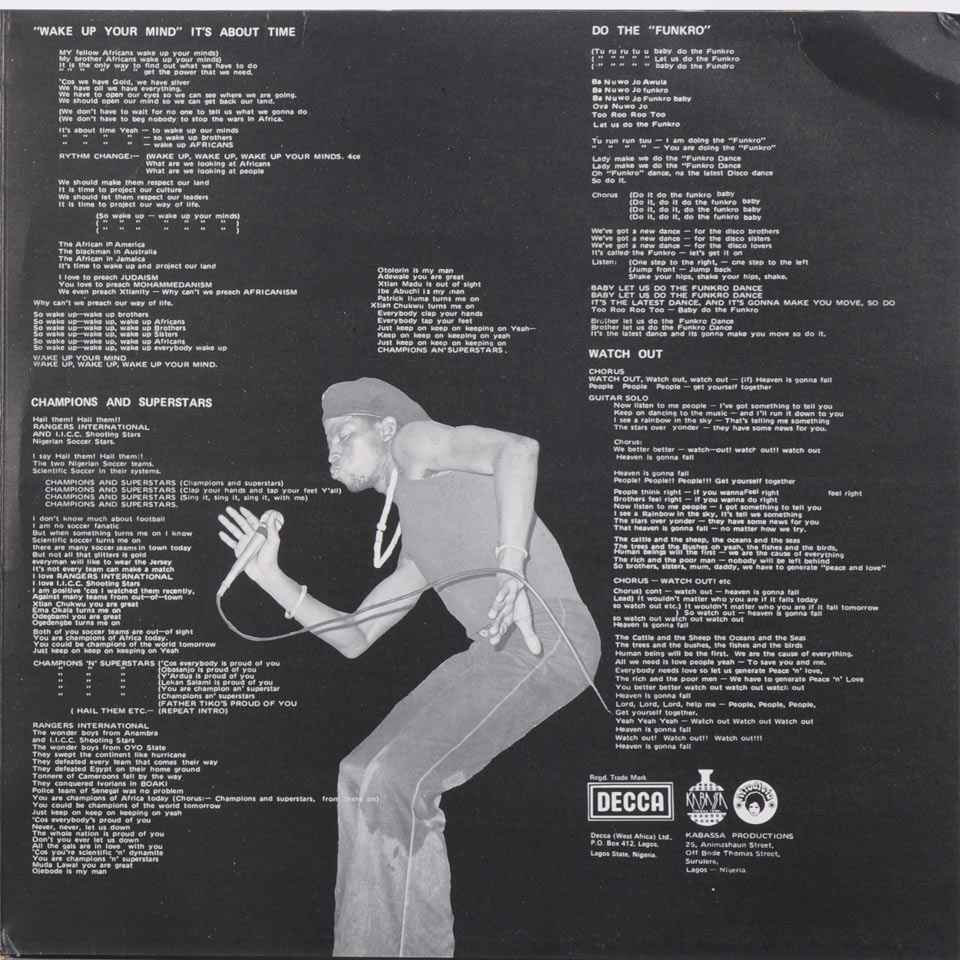 "WAKE UP YOUR MIND" IT'S ABOUT TIME
MY fellow Africans wake up your minds)
My brother Africans wake up your minds)
It is the only way to find out what we have to do
" " " " " " " get the power that we need.
'Cos we have Gold, we have silver
We have oil we have everything.
We have to open our eyes so we can see where we are going.
We should open our mind so we can get back our land.
(We don't have to wait for no one to tell us what we gonna do
(We don't have to beg nobody to stop the wars in Africa.
It's about time Yeah — to wake up our minds
" " " " — so wake up brothers
" " " " — wake up AFRICANS
RYTHM CHANGE:— (WAKE UP, WAKE UP, WAKE UP YOUR MINDS. 4ce
What are we looking at Africans
What are we looking at people
We should make them respect our land
It is time to project our culture
We should let them respect our leaders
It is time to project our way of life.
(So wake up — wake up your minds)
( " " " " " " " )
( " " " " " " " )
The African in America
The blackman in Australia
The African in Jamaica
It's time to wake up and project our land
I love to preach JUDAISM
You love to preach MOHAMMEDANISM
We even preach Xtianity — Why can't we preach AFRICANISM
Why can't we preach our way of life.
So wake up—wake up brothers
So wake up—wake up, wake up Africans
So wake up—wake up, wake up Brothers
So wake up—wake up, wake up Sisters
So wake up—wake up, wake up Africans
So wake up—wake up, wake up everybody wake up
WAKE UP YOUR MIND
WAKE UP, WAKE UP, WAKE UP YOUR MIND.
CHAMPIONS AND SUPERSTARS
Hail them! Hail them!!
RANGERS INTERNATIONAL
AND I.I.C.C. Shooting Stars
Nigerian Soccer Stars.
I say Hail them! Hail them!!
The two Nigerian Soccer teams.
Scientific Soccer in their systems.
CHAMPIONS AND SUPERSTARS (Champions and superstars)
CHAMPIONS AND SUPERSTARS (Clap your hands and tap your feet Y'all)
CHAMPIONS AND SUPERSTARS (Sing it, sing it, sing it, with me)
CHAMPIONS AND SUPERSTARS.
I don't know much about football
I am no soccer fanatic
But when something turns me on I know
Scientific soccer turns me on
there are many soccer teams in town today
But not all that glitters is gold
everyman will like to wear the Jersey
It's not every team can make a match
I love RANGERS INTERNATIONAL
I love I.I.C.C. Shooting Stars
I am positive 'cos I watched them recently,
Against many teams from out—of—town
Xtian Chukwu you are great
Ema Okala turns me on
Odegbami you are great
Ogedengbe turns me on
Both of you soccer teams are out—of sight
You are champions of Africa today.
You could be champions of the world tomorrow
Just keep on keeping on keeping on Yeah
CHAMPIONS 'N' SUPERSTARS ('Cos everybody is proud of you
" " " (Obasanjo is proud of you
" " " (Y'Ardua is proud of you
" " " (Lekan Salami is proud of you
" " " (You are champion an' superstar
" " " (Champions an' superstars
(FATHER TIKO'S PROUD OF YOU
( HAIL THEM ETC.— (REPEAT INTRO)
RANGERS INTERNATIONAL
The wonder boys from Anambra
and I.I.C.C. Shooting Stars
The wonder boys from OYO State
They swept the continent like hurricane
They defeated every team that comes their way
They defeated Egypt on their home ground
Tonnere of Cameroons fell by the way
They conquered Ivorians in BOAKI
Police team of Senegal was no problem
You are champions of Africa today (Chorus:— Champions and superstars, from there on)
You could be champions of the world tomorrow
Just keep on keeping on keeping on yeah
'Cos everybody's proud of you
Never, never, let us down
The whole nation is proud of you
Don't you ever let us down
All the gals are in love with you
'Cos you're scientific 'n' dynamite
You are champions 'n' superstars
Muda Lawal you are great
Ojebode is my man
Otolorin is my man
Adewale you are great
Xtian Madu is out of sight
Ibe Abuchi is my man
Patrick Iluma turns me on
Xtian Chukwu turns me on
Everybody clap your hands
Everybody tap your feet
Just keep on keep on keeping on Yeah—
Keep on keep on keeping on yeah
Just keep on keep on keeping on
CHAMPIONS AN'SUPERSTARS.
DO THE "FUNKRO"
(Tu ru ru tu u baby do the Funkro
( " " " " " Let us do the Funkro
( " " " " " baby do the Fundro
Ba Nuwo Jo Awula
Ba Nuwo Jo funkro
Ba Nuwo Jo Funkro baby
Ova Nuwo Jo
Too Roo Roo Too
Let us do the Funkro
Tu run run tuu — I am doing the "Funkro"
" " " " — You are doing the "Funkro"
Lady make we do the "Funkro Dance
Lady make we do the Funkro Dance
Oh "Funkro" dance, na the latest Disco dance
So do it.
Chorus (Do it do the funkro baby
(Do it, do it do the funkro baby
(Do it, do it, do the funkro baby
(Do it, do it, do the funkro baby
We've got a new dance — for the disco brothers
We've got a new dance — for the disco sisters
We've got a new dance — for the disco lovers
It's called the Funkro — let's get it on
Listen: (One step to the right, — one step to the left
(Jump front — Jump back
Shake your hips, shake your hips, shake.
BABY LET US DO THE FUNKRO DANCE
BABY LET US DO THE FUNKRO DANCE
IT'S THE LATEST DANCE, AND IT'S GONNA MAKE YOU MOVE, SO DO
Too Roo Roo Too — Baby do the Funkro
Brother let us do the Funkro Dance
Brother let us do the Funkro Dance
It's the latest dance and its gonna make you move so do it.
WATCH OUT
CHORUS
WATCH OUT, Watch out, watch out — (if) Heaven is gonna fall
People People People — get yourself together
GUITAR SOLO
Now listen to me people — I've got something to tell you
Keep on dancing to the music — and I'll run it down to you
I see a rainbow in the sky — That's telling me something
The stars over yonder — they have some news for you.
Chorus:
We better better — watch—out! watch out!! watch out
Heaven is gonna fall
Heaven is gonna fall
People! People!! People!!! Get yourself together
People think right — if you wannaFeel right feel right
Brothers feel right — if you wanna do right
Now listen to me people — I got something to tell you
I see a Rainbow in the sky, It's tell we something
The stars over yonder — they have some news for you
That heaven is gonna fall — no matter how we try.
The cattle and the sheep, the oceans and the seas
The trees and the Bushes oh yeah, the fishes and the birds,
Human beings will the first — we are the cause of everything
The rich and the poor man — nobody will be left behind
So brothers, sisters, mum, daddy, we have to generate "peace and love"
CHORUS — WATCH OUT! etc
Chorus) cont — watch out — heaven is gonna fall
Lead) It wouldn't matter who you are if it falls today
so watch out etc.) It wouldn't matter who you are if it fall tomorrow
) So watch out — heaven is gonna fall
so watch out watch out watch out
Heaven is gonna fall
The Cattle and the Sheep the Oceans and the Seas
The trees and the bushes, the fishes and the birds
Human being will be the first. We are the cause of everything.
All we need is love people yeah — To save you and me.
Everybody needs love so let us generate Peace 'n' love.
The rich and the poor men — We have to generate Peace 'n' Love
You better better watch out watch out watch out
Heaven is gonna fall
Lord, Lord, Lord, help me — People, People, People,
Get yourself together.
Yeah Yeah Yeah — Watch out Watch Out Watch Out
Heaven is gonna fall
Watch out! Watch Out!! Watch Out!!!
Heaven is gonna fall
Regd. Trade Mark
DECCA
KABASSA
Decca (West Africa) Ltd.,
P.O. Box 412, Lagos.
Lagos State, Nigeria.
KABASSA PRODUCTIONS
25, Animashaun Street,
Off Bode Thomas Street,
Surulere,
Lagos — Nigeria.